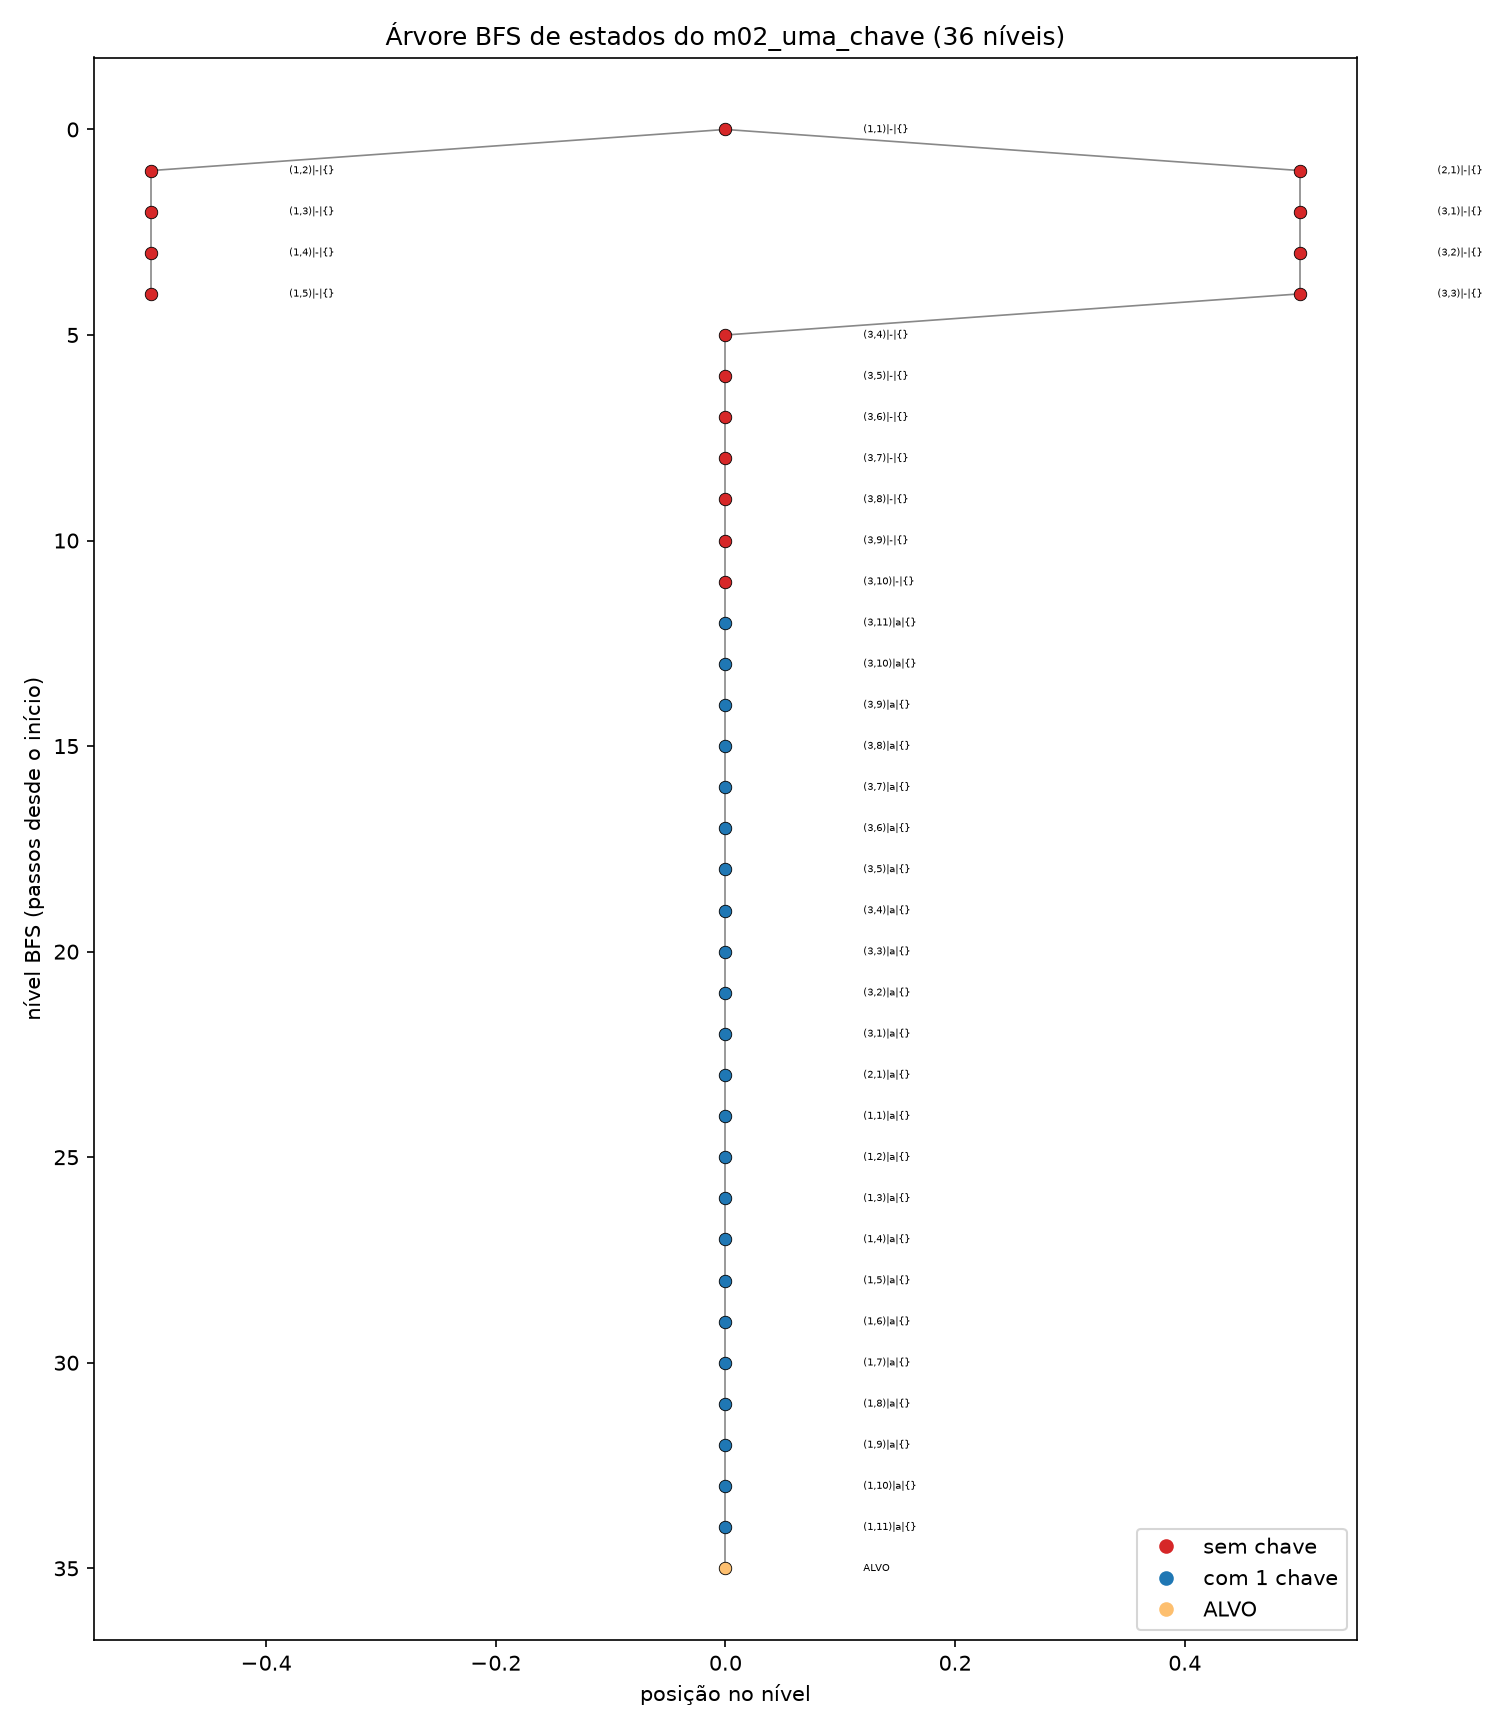 Árvore BFS de estados do m02_uma_chave (36 níveis)
0
(1,1)|-|{}
(1,2)|-|{}
(2,1)|-|{}
(1,3)|-|{}
(3,1)|-|{}
(1,4)|-|{}
(3,2)|-|{}
(1,5)|-|{}
(3,3)|-|{}
5
(3,4)|-|{}
(3,5)|-|{}
(3,6)|-|{}
(3,7)|-|{}
(3,8)|-|{}
10
(3,9)|-|{}
(3,10)|-|{}
(3,11)|a|{}
(3,10)|a|{}
(3,9)|a|{}
15
(3,8)|a|{}
(3,7)|a|{}
(3,6)|a|{}
(3,5)|a|{}
(3,4)|a|{}
20
(3,3)|a|{}
(3,2)|a|{}
(3,1)|a|{}
(2,1)|a|{}
(1,1)|a|{}
25
(1,2)|a|{}
(1,3)|a|{}
(1,4)|a|{}
(1,5)|a|{}
(1,6)|a|{}
30
(1,7)|a|{}
(1,8)|a|{}
(1,9)|a|{}
(1,10)|a|{}
(1,11)|a|{}
35
ALVO
nível BFS (passos desde o início)
sem chave
com 1 chave
ALVO
−0.4 −0.2 0.0 0.2 0.4
posição no nível